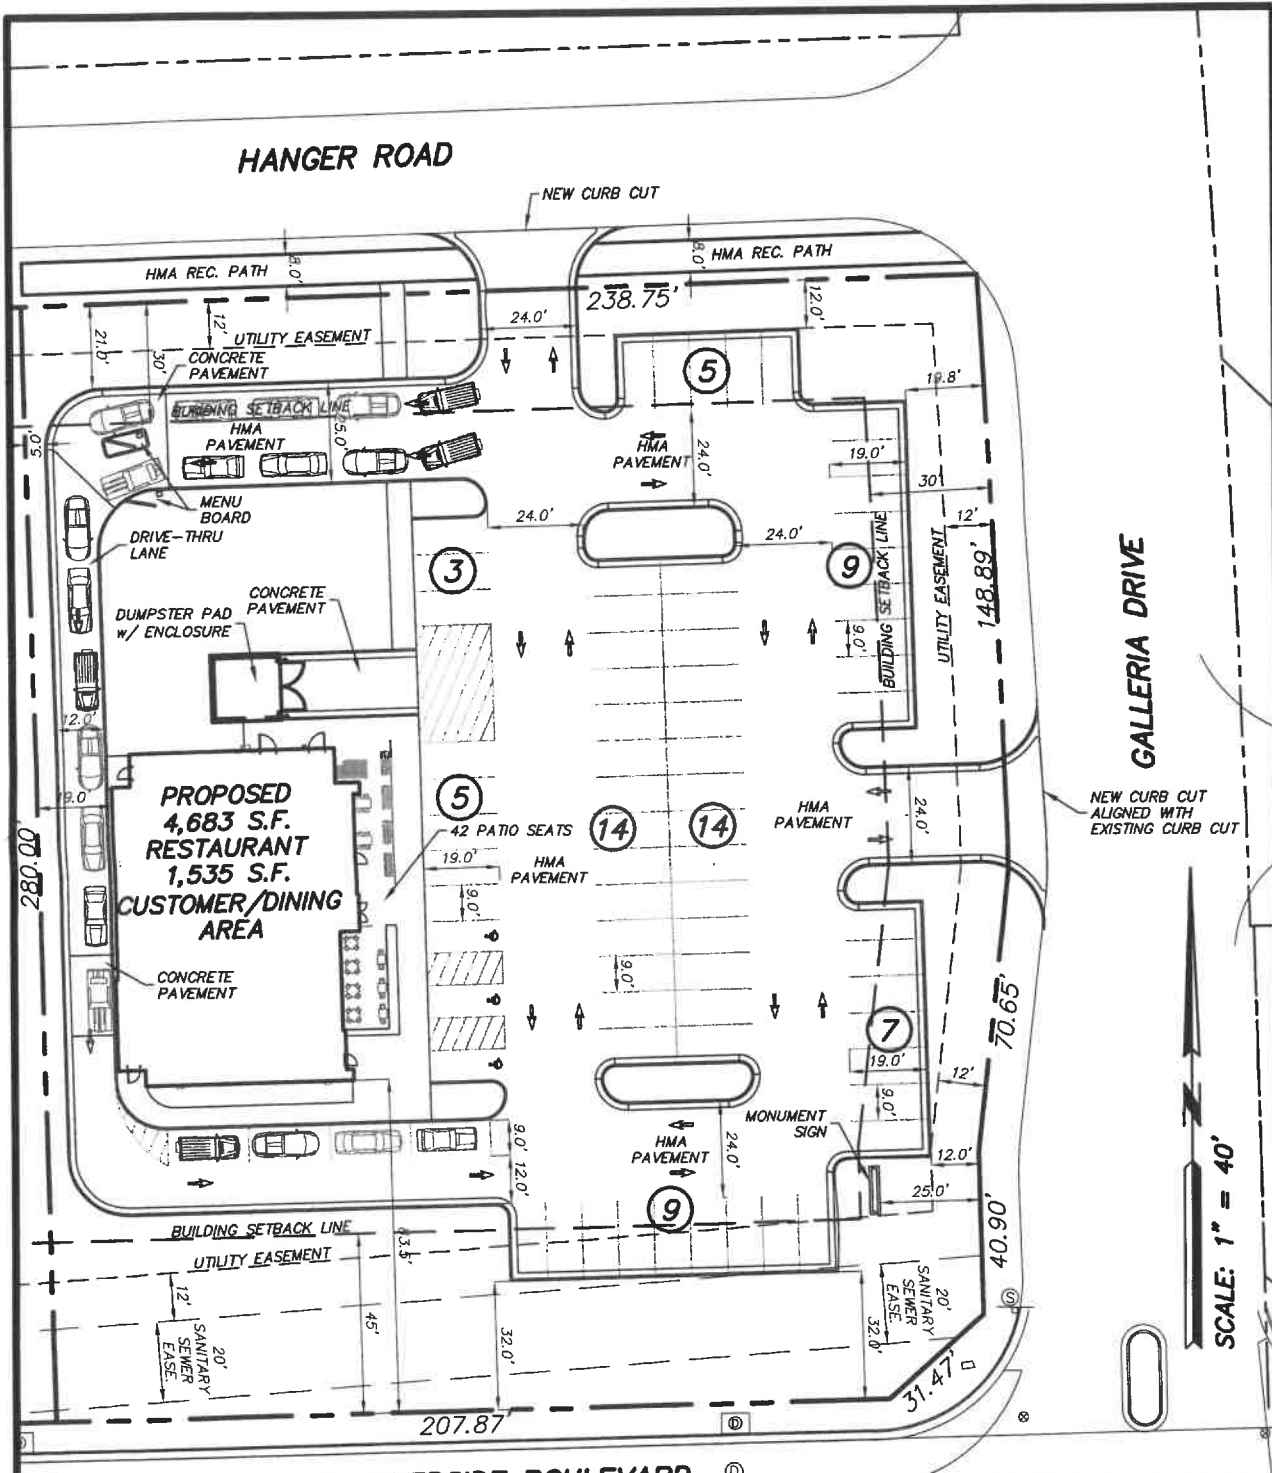 HANGER ROAD
NEW CURB CUT
HMA REC. PATH
8.0'
8.0'
HMA REC. PATH
238.75'
24.0'
12.0'
12'
UTILITY EASEMENT
21.0'
30'
CONCRETE
PAVEMENT
5
19.8'
BUILDING SETBACK LINE
HMA
PAVEMENT
5.0'
HMA
PAVEMENT
24.0'
19.0'
30'
12'
MENU
BOARD
24.0'
24.0'
DRIVE-THRU
LANE
3
9
BUILDING SETBACK LINE
UTILITY EASEMENT
148.89'
GALLERIA DRIVE
CONCRETE
PAVEMENT
DUMPSTER PAD
w/ ENCLOSURE
9.0'
12.0'
19.0'
280.00'
PROPOSED
4,683 S.F.
RESTAURANT
1,535 S.F.
CUSTOMER/DINING
AREA
5
42 PATIO SEATS
14
14
HMA
PAVEMENT
24.0'
NEW CURB CUT
ALIGNED WITH
EXISTING CURB CUT
19.0'
HMA
PAVEMENT
9.0'
9.0'
CONCRETE
PAVEMENT
70.65'
7
19.0'
12'
9.0'
MONUMENT
SIGN
HMA
PAVEMENT
24.0'
9.0'
12.0'
12.0'
25.0'
9
40.90'
N
SCALE: 1" = 40'
BUILDING SETBACK LINE
UTILITY EASEMENT
12'
20'
SANITARY
SEWER
EASE.
45'
32.0'
32.0'
20'
SANITARY
SEWER
EASE.
S
31.47'
207.87'
D
BOULEVARD
D